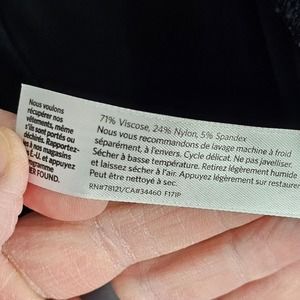 Nous voulons
récupérer nos
vêtements, même
s'ils sont portés ou
déchirés. Rapportez-
à nos magasins
É.-U. et appuyez
programme
ER FOUND.
71% Viscose, 24% Nylon, 5% Spandex
Nous vous recommandons de lavage machine à froid
séparément, à l'envers. Cycle délicat. Ne pas javelliser.
Sécher à basse température. Retirez légèrement humide
et laissez sécher à l'air. Appuyez légèrement sur restaurer
Peut être nettoyé à sec.
RN#78121/CA#34460 F171P